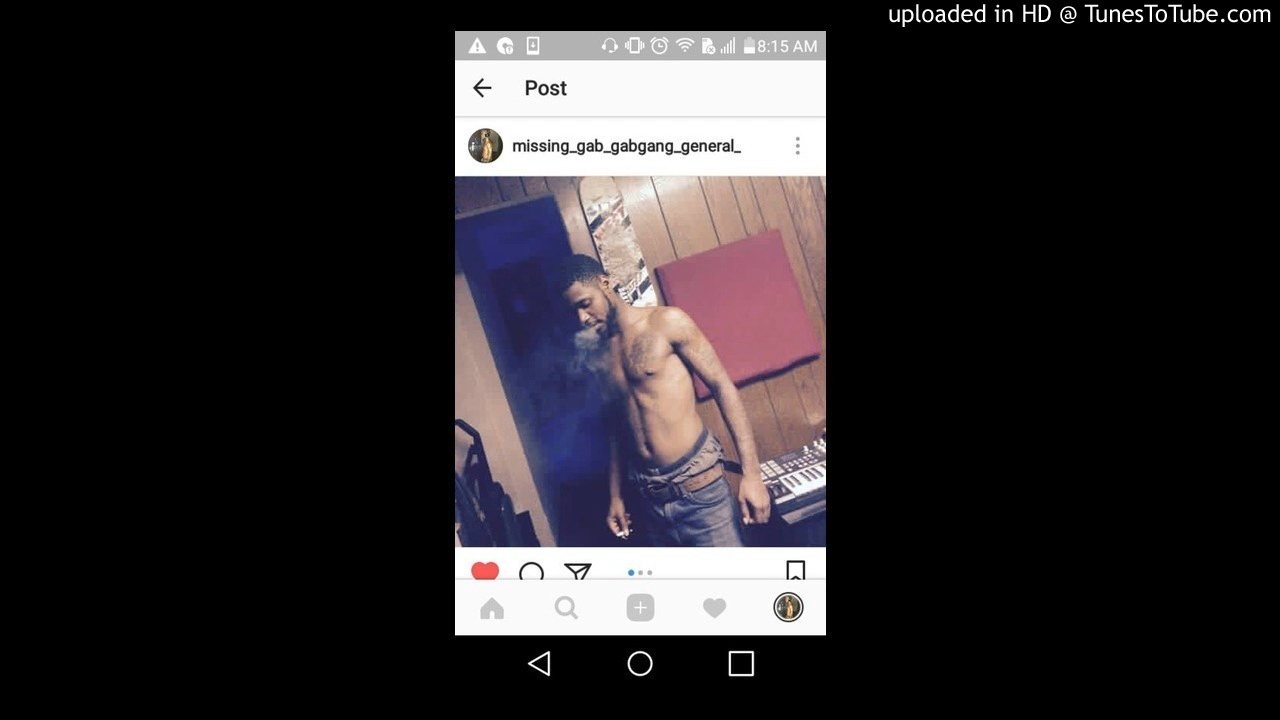 uploaded in HD @ TunesToTube.com
8:15 AM
Post
missing_gab_gabgang_general_